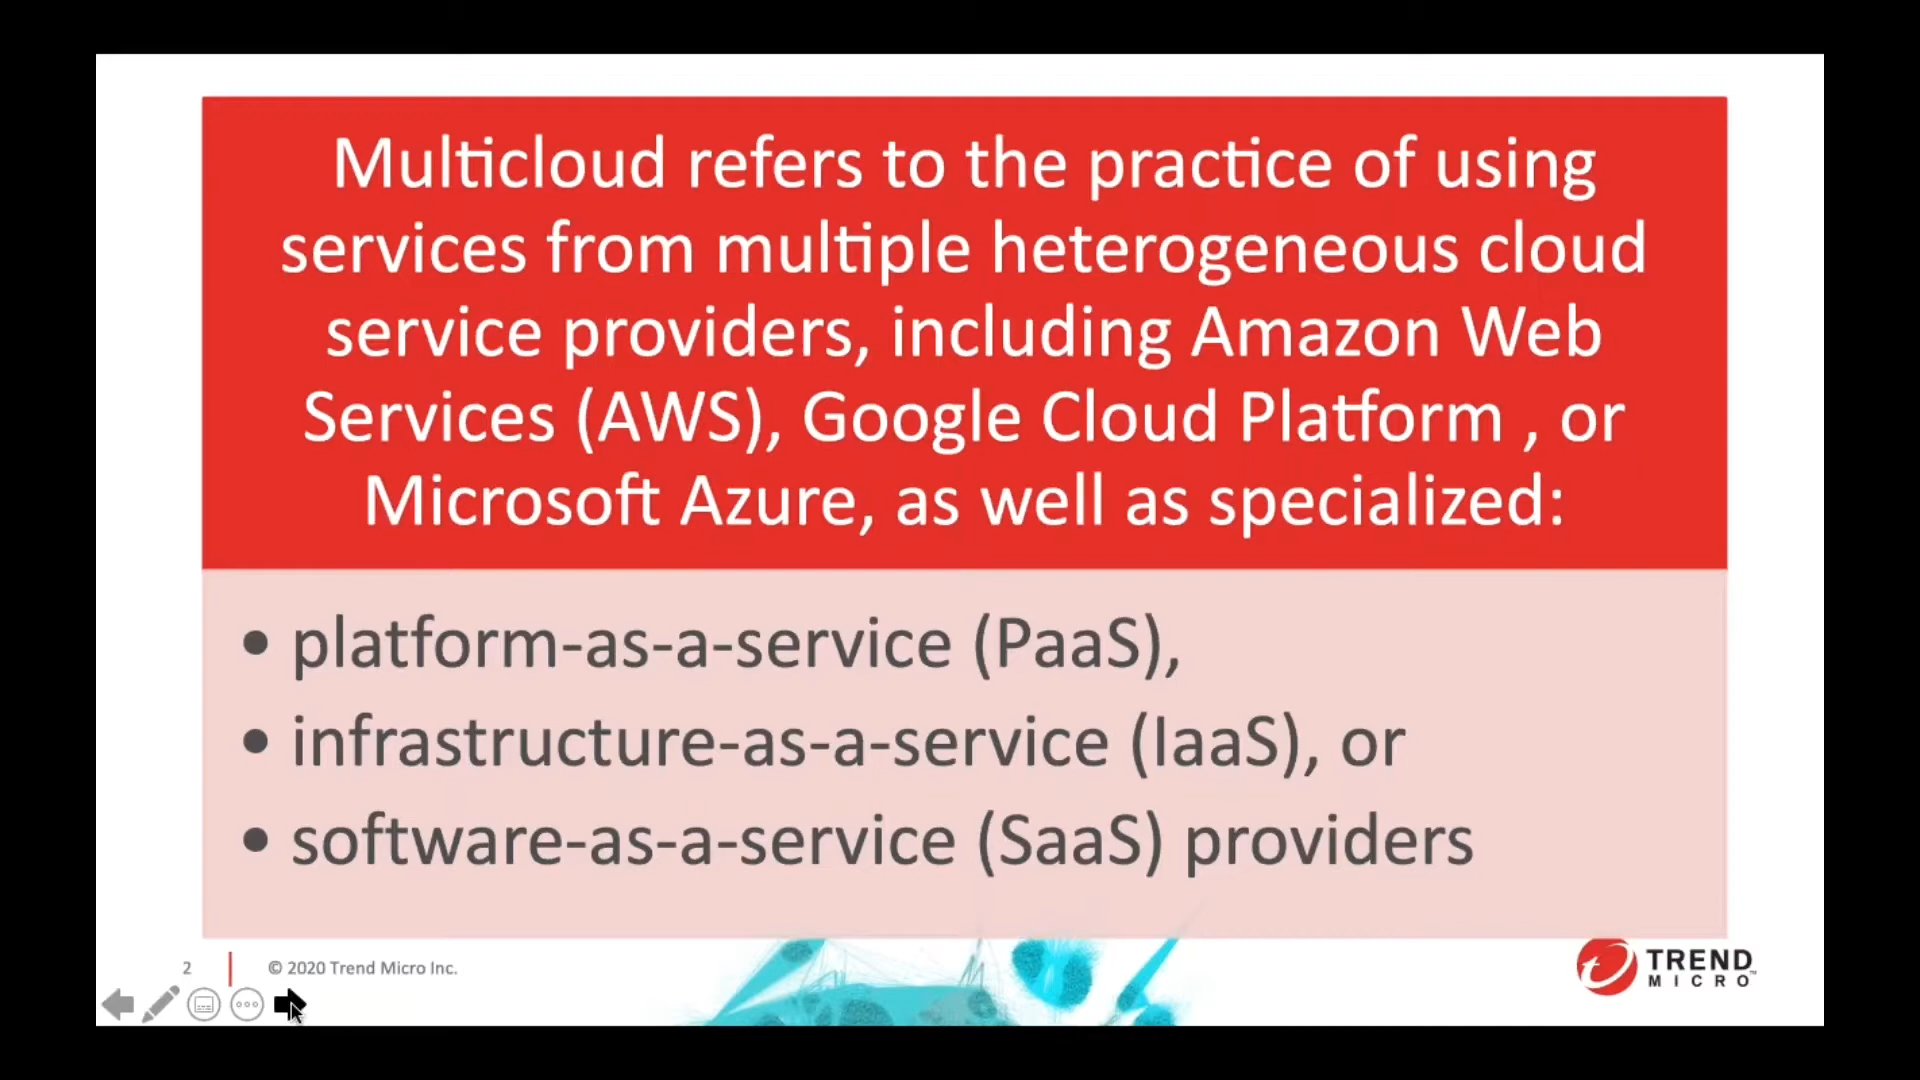 Multicloud refers to the practice of using
services from multiple heterogeneous cloud
service providers, including Amazon Web
Services (AWS), Google Cloud Platform , or
Microsoft Azure, as well as specialized:
• platform-as-a-service (PaaS),
• infrastructure-as-a-service (IaaS), or
• software-as-a-service (SaaS) providers
2
© 2020 Trend Micro Inc.
TREND
MICRO™